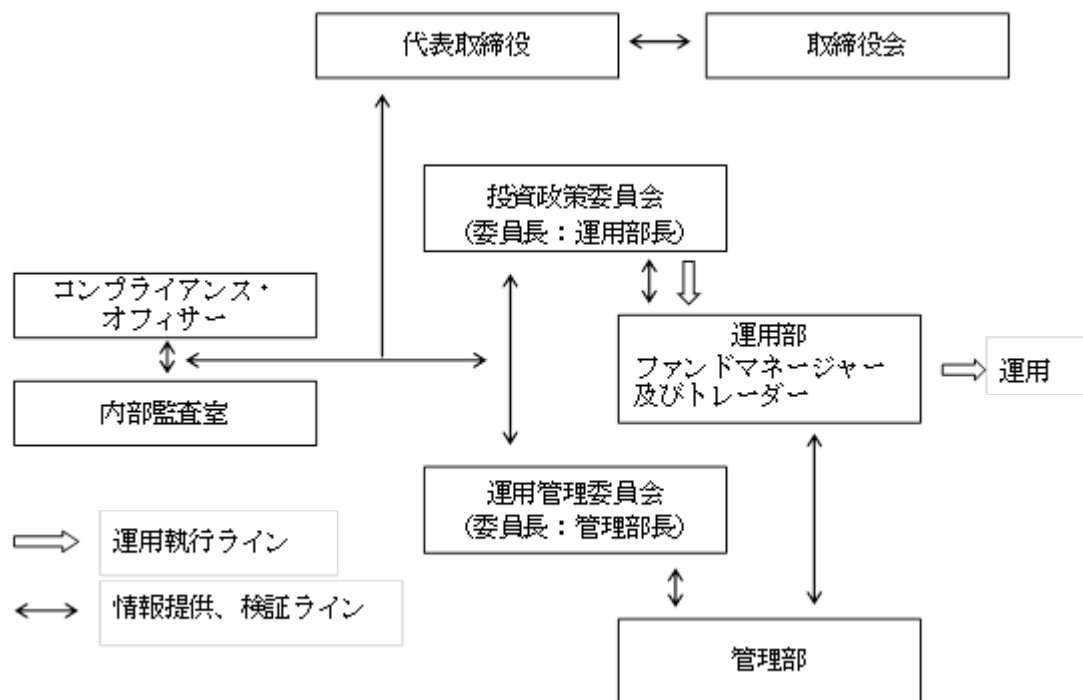 代表取締役
取締役会
投資政策委員会
(委員長：運用部長)
コンプライアンス・
オフィサー
運用部
ファンドマネージャー
及びトレーダー
運用
内部監査室
運用管理委員会
(委員長：管理部長)
運用執行ライン
情報提供、検証ライン
管理部